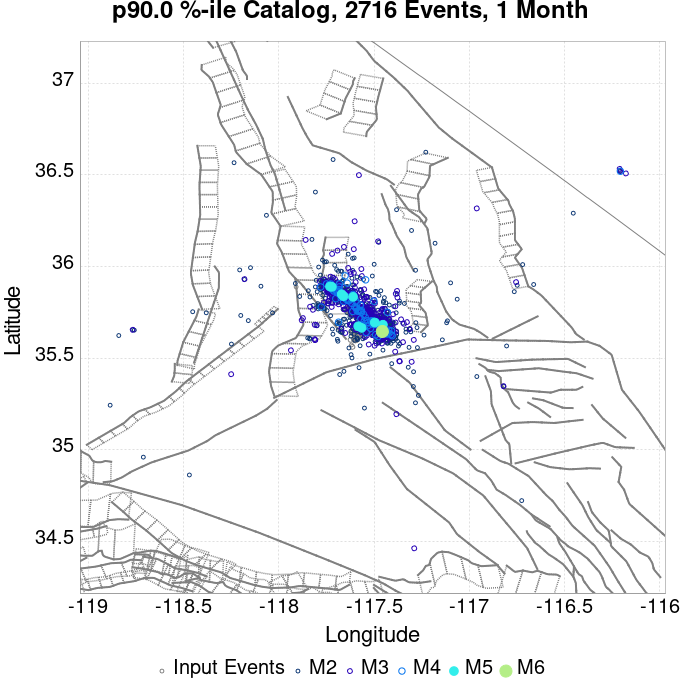 p90.0 %-ile Catalog, 2716 Events, 1 Month
37
36.5
36
35.5
35
34.5
Latitude
-119 -118.5 -118 -117.5 -117 -116.5 -116
Longitude
Input Events M2 M3 M4 M5 M6